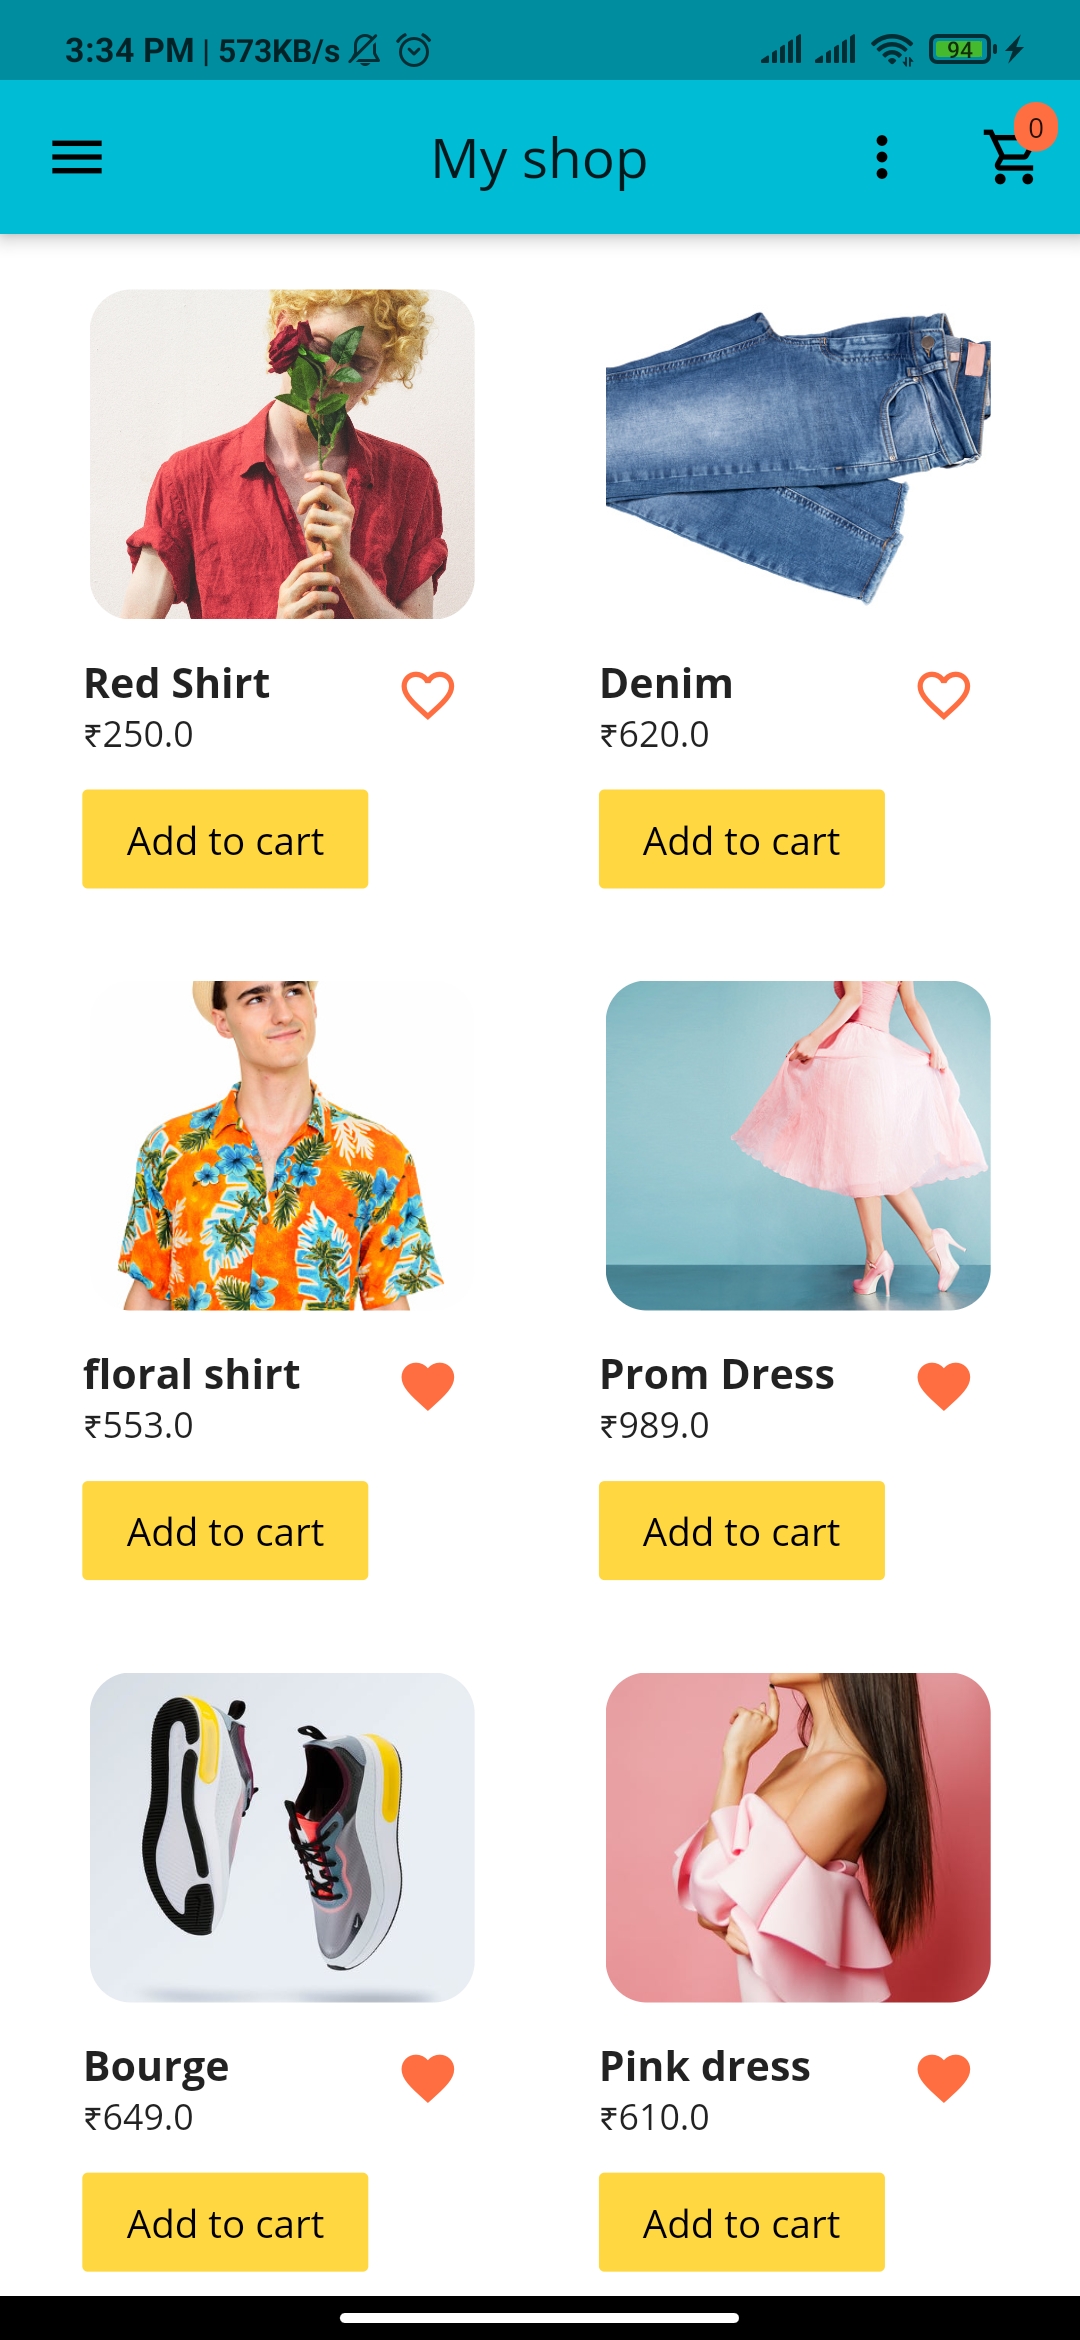 3:34 PM | 573KB/s
94
My shop
0
Red Shirt
₹250.0
Add to cart
Denim
₹620.0
Add to cart
floral shirt
₹553.0
Add to cart
Prom Dress
₹989.0
Add to cart
Bourge
₹649.0
Add to cart
Pink dress
₹610.0
Add to cart